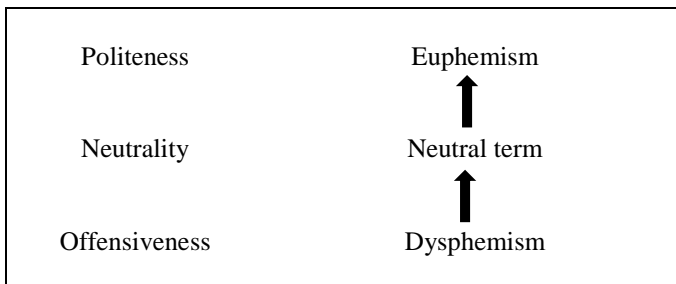 Politeness Euphemism
Neutrality Neutral term
Offensiveness Dysphemism